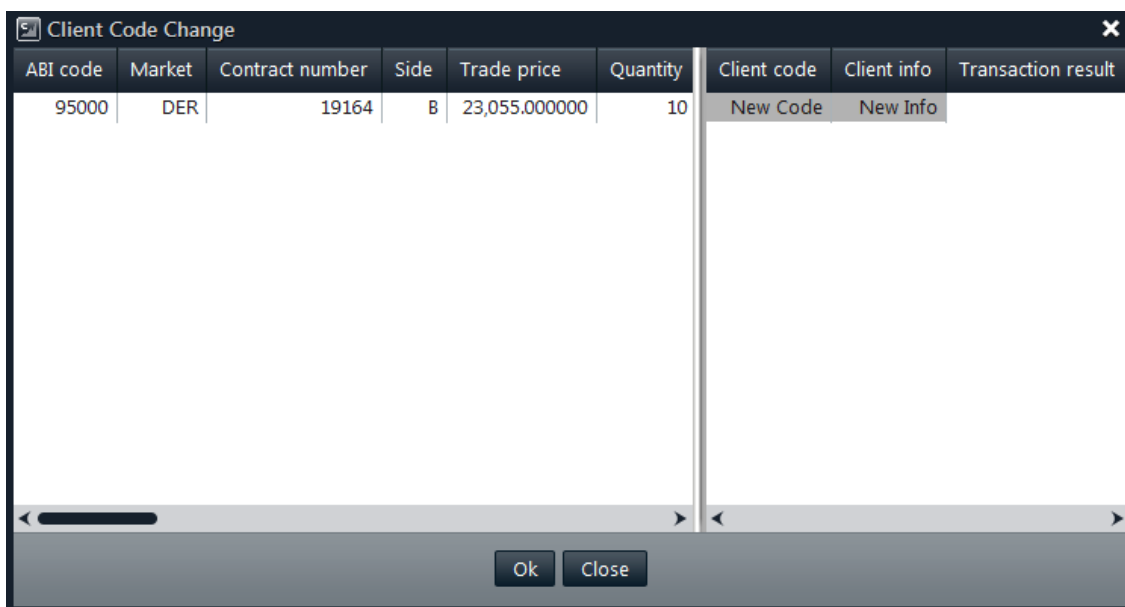 Client Code Change
ABI code Market Contract number Side Trade price Quantity Client code Client info Transaction result
95000 DER 19164 B 23,055.000000 10 New Code New Info
Ok Close